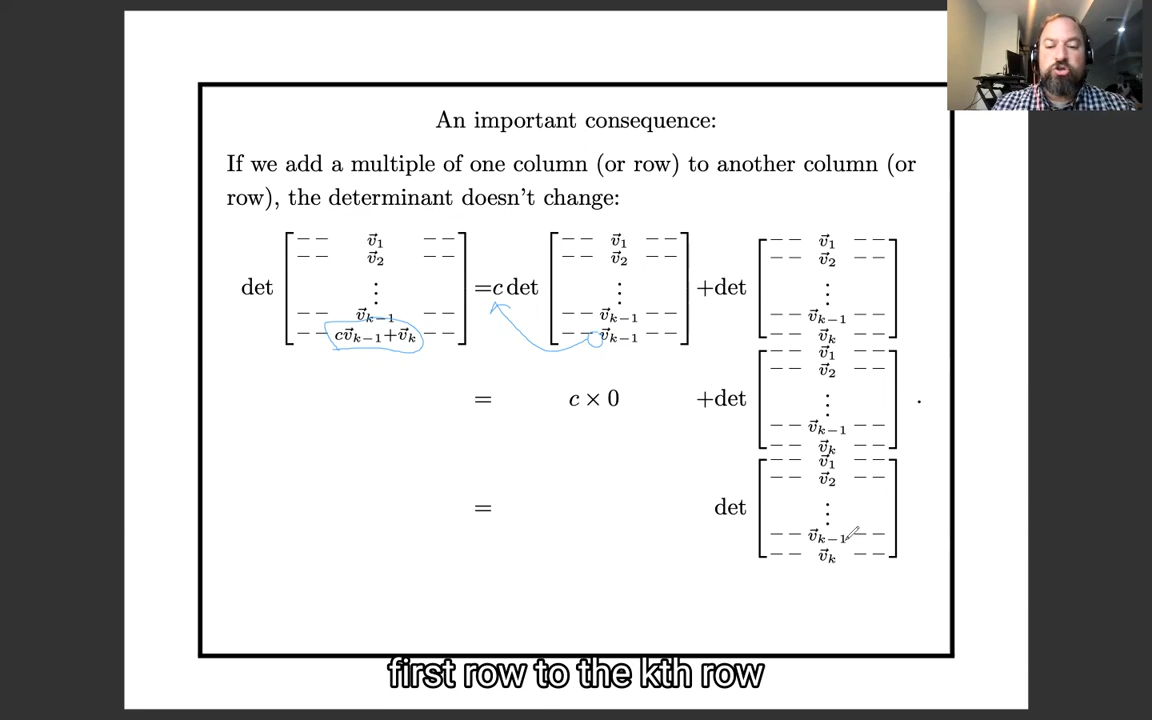 An important consequence:
If we add a multiple of one column (or row) to another column (or
row), the determinant doesn't change:
det [ −− v⃗₁ −− ; −− v⃗₂ −− ; ⋮ ; −− v⃗ₖ₋₁ −− ; −− cv⃗ₖ₋₁+v⃗ₖ −− ] =c det [ −− v⃗₁ −− ; −− v⃗₂ −− ; ⋮ ; −− v⃗ₖ₋₁ −− ; −− v⃗ₖ₋₁ −− ] +det [ −− v⃗₁ −− ; −− v⃗₂ −− ; ⋮ ; −− v⃗ₖ₋₁ −− ; −− v⃗ₖ −− ]
= c × 0 +det [ −− v⃗₁ −− ; −− v⃗₂ −− ; ⋮ ; −− v⃗ₖ₋₁ −− ; −− v⃗ₖ −− ] .
= det [ −− v⃗₁ −− ; −− v⃗₂ −− ; ⋮ ; −− v⃗ₖ₋₁ −− ; −− v⃗ₖ −− ]
first row to the kth row